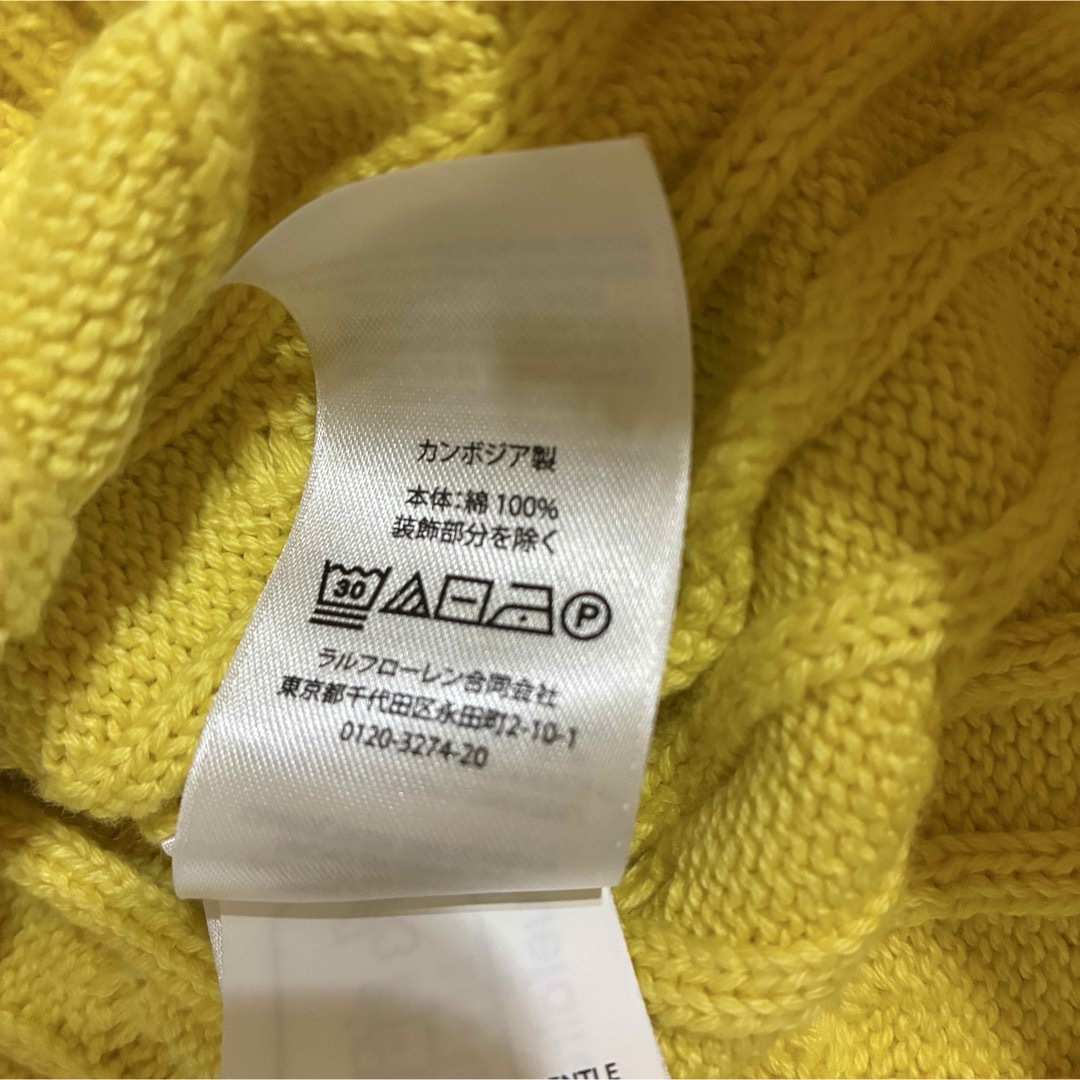 カンボジア製
本体：綿 100%
装飾部分を除く
30 P
ラルフローレン合同会社
東京都千代田区永田町2-10-1
0120-3274-20